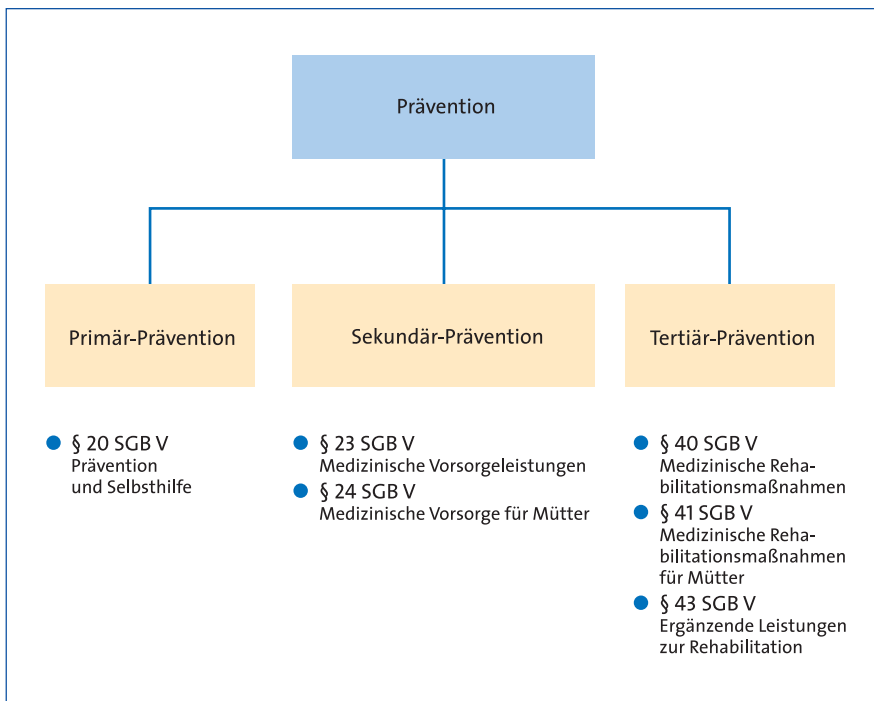 Prävention
Primär-Prävention
Sekundär-Prävention
Tertiär-Prävention
§ 20 SGB V
Prävention
und Selbsthilfe
§ 23 SGB V
Medizinische Vorsorgeleistungen
§ 24 SGB V
Medizinische Vorsorge für Mütter
§ 40 SGB V
Medizinische Reha-
bilitationsmaßnahmen
§ 41 SGB V
Medizinische Reha-
bilitationsmaßnahmen
für Mütter
§ 43 SGB V
Ergänzende Leistungen
zur Rehabilitation